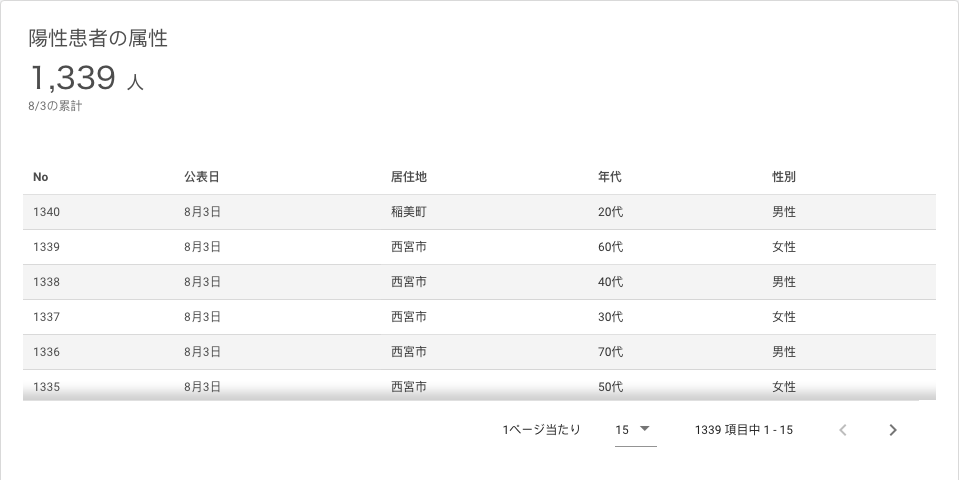 陽性患者の属性
1,339 人
8/3の累計
No 公表日 居住地 年代 性別
1340 8月3日 稲美町 20代 男性
1339 8月3日 西宮市 60代 女性
1338 8月3日 西宮市 40代 男性
1337 8月3日 西宮市 30代 女性
1336 8月3日 西宮市 70代 男性
1335 8月3日 西宮市 50代 女性
1ページ当たり 15 1339 項目中 1 - 15